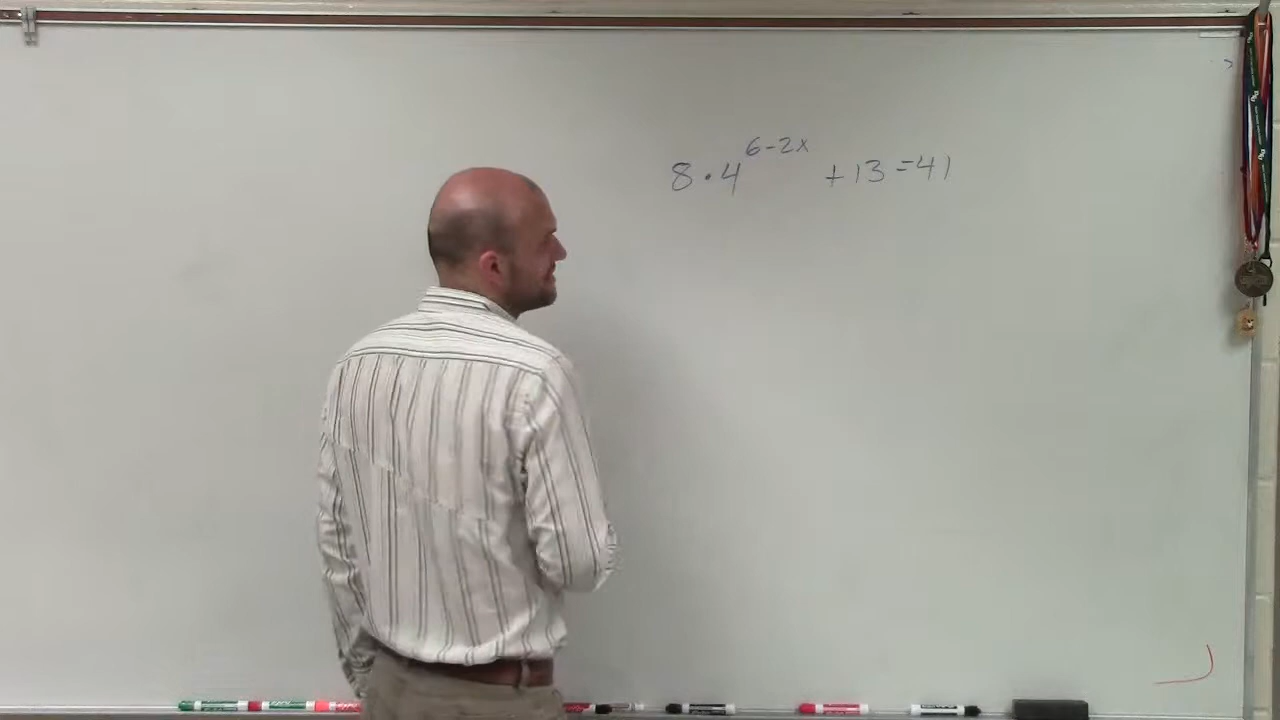 8 · 4^{6-2x} + 13 = 41